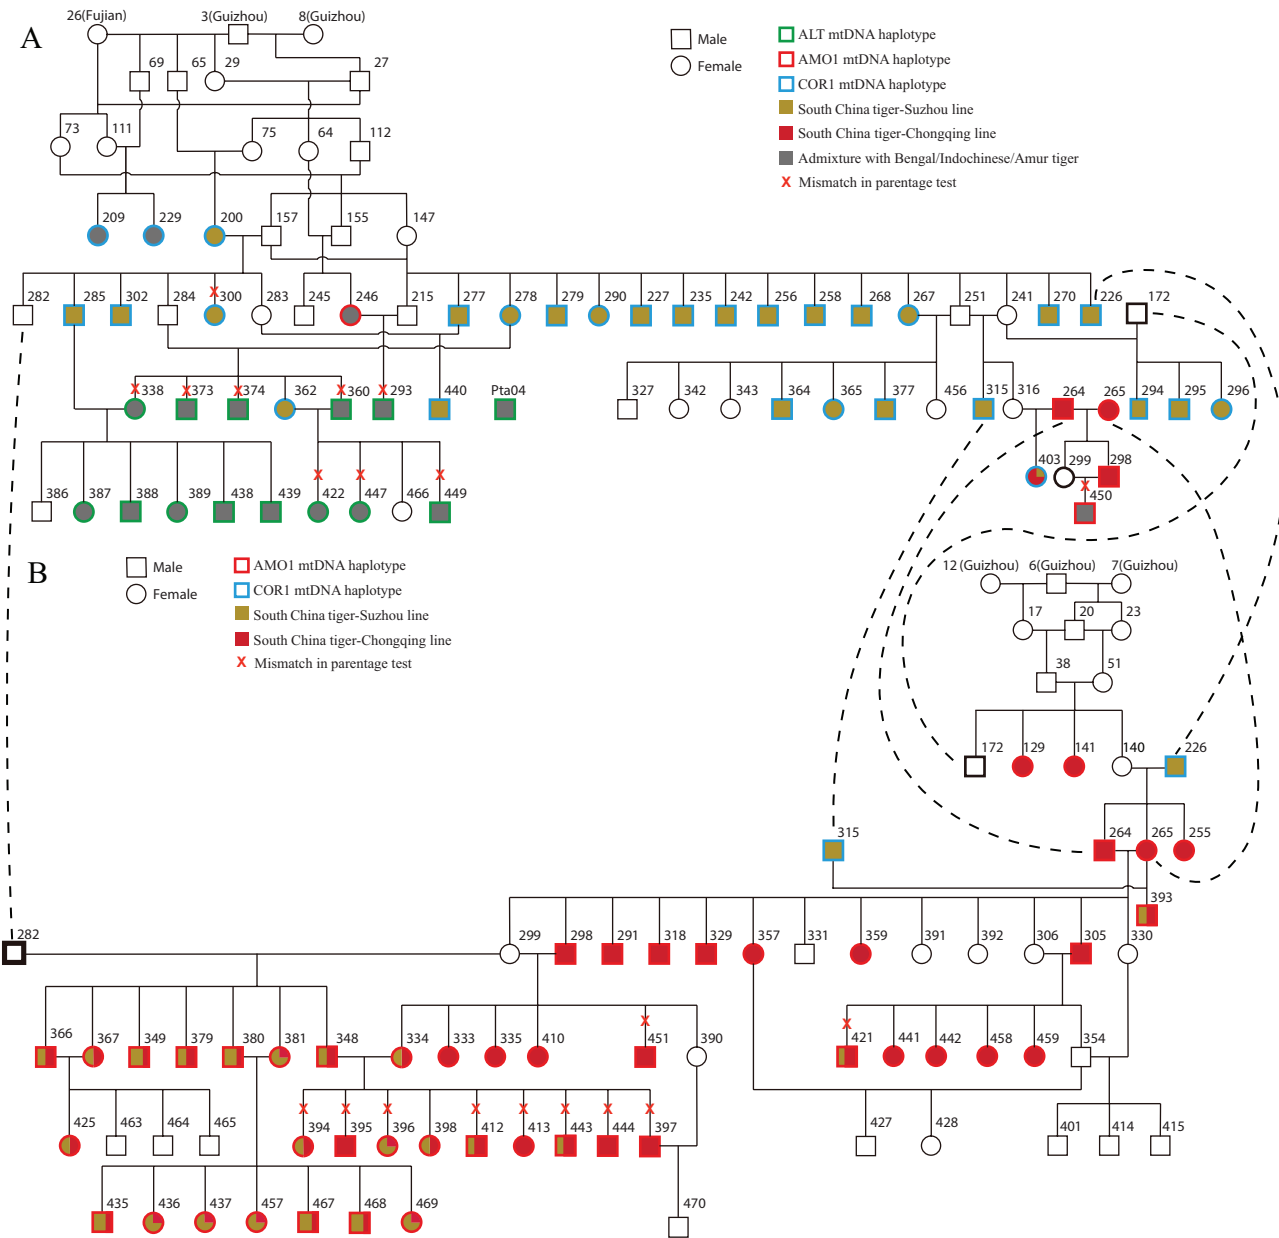 A
26(Fujian) 3(Guizhou) 8(Guizhou)
Male
Female
ALT mtDNA haplotype
AMO1 mtDNA haplotype
COR1 mtDNA haplotype
South China tiger-Suzhou line
South China tiger-Chongqing line
Admixture with Bengal/Indochinese/Amur tiger
X Mismatch in parentage test
69 65 29 27
73 111 75 64 112
209 229 200 157 155 147
282 285 302 284 X 300 283 245 246 215 277 278 279 290 227 235 242 256 258 268 267 251 241 270 226 172
X 338 X 373 X 374 362 X 360 X 293 440 Pta04 327 342 343 364 365 377 456 315 316 264 265 294 295 296
386 387 388 389 438 439 X 422 X 447 466 X 449 403 299 298
X 450
B
Male
Female
AMO1 mtDNA haplotype
COR1 mtDNA haplotype
South China tiger-Suzhou line
South China tiger-Chongqing line
X Mismatch in parentage test
12(Guizhou) 6(Guizhou) 7(Guizhou)
17 20 23
38 51
172 129 141 140 226
315 264 265 255
393
282 299 298 291 318 329 357 331 359 391 392 306 305 330
366 367 349 379 380 381 348 334 333 335 410 X 451 390 X 421 441 442 458 459 354
425 463 464 465 X 394 X 395 X 396 398 X 412 X 413 X 443 X 444 X 397 427 428 401 414 415
435 436 437 457 467 468 469 470